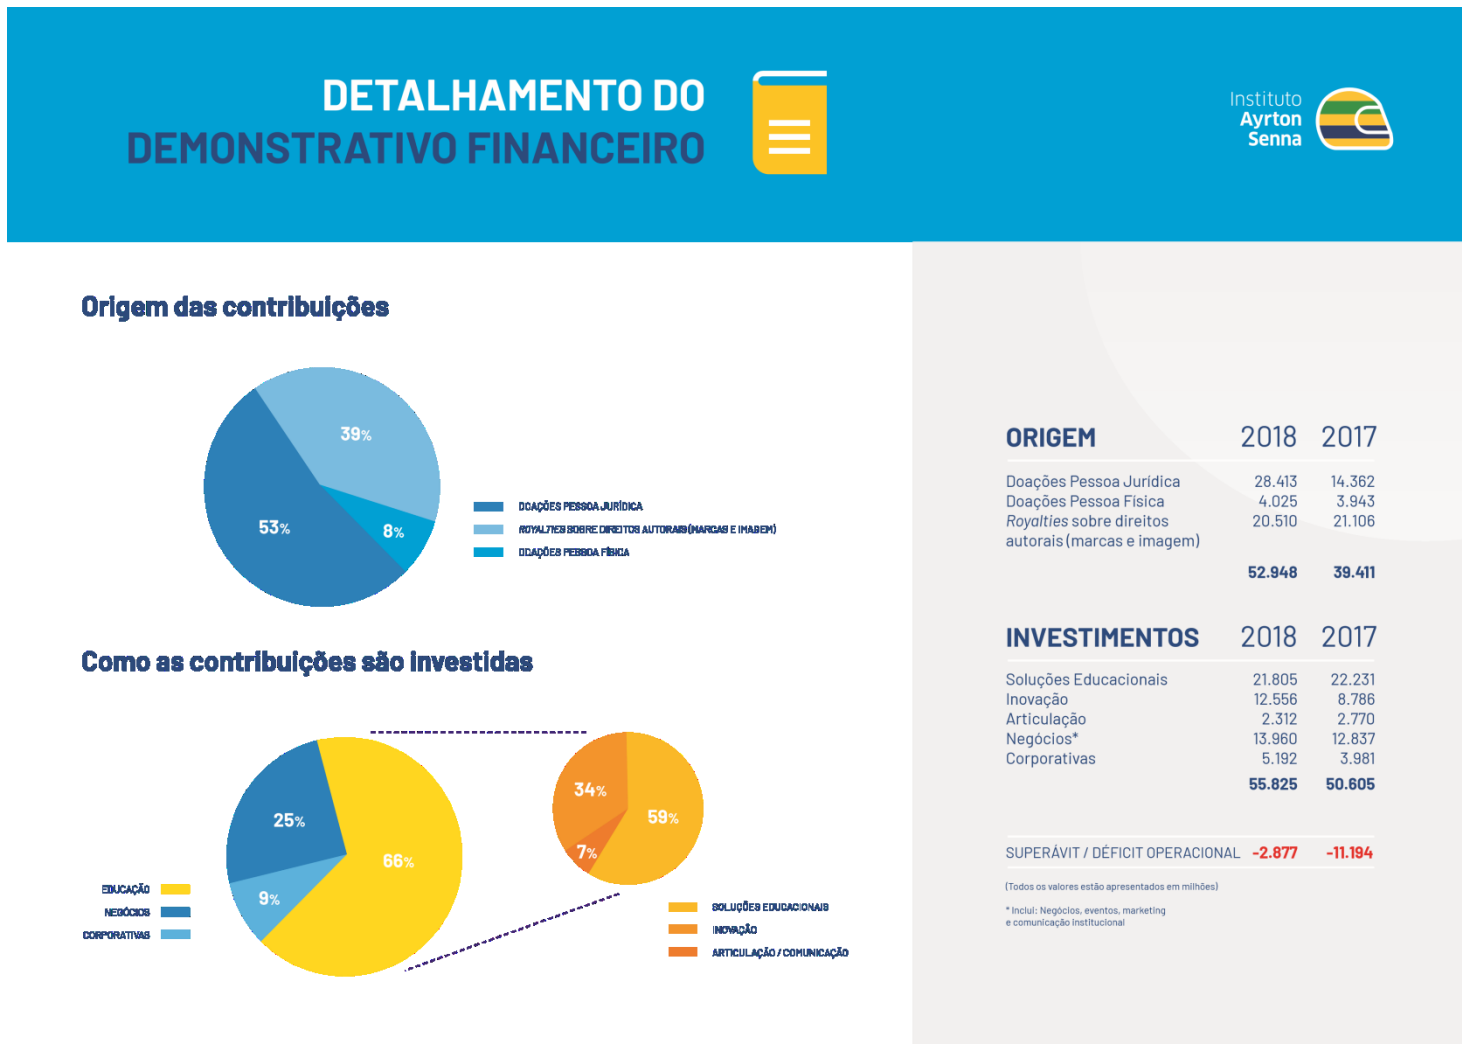 DETALHAMENTO DO
DEMONSTRATIVO FINANCEIRO
Instituto
Ayrton
Senna
Origem das contribuições
39%
53%
8%
DOAÇÕES PESSOA JURÍDICA
ROYALTIES SOBRE DIREITOS AUTORAIS (MARCAS E IMAGEM)
DOAÇÕES PESSOA FÍSICA
Como as contribuições são investidas
25%
66%
9%
EDUCAÇÃO
NEGÓCIOS
CORPORATIVAS
34%
59%
7%
SOLUÇÕES EDUCACIONAIS
INOVAÇÃO
ARTICULAÇÃO / COMUNICAÇÃO
ORIGEM 2018 2017
Doações Pessoa Jurídica 28.413 14.362
Doações Pessoa Física 4.025 3.943
Royalties sobre direitos 20.510 21.106
autorais (marcas e imagem)
52.948 39.411
INVESTIMENTOS 2018 2017
Soluções Educacionais 21.805 22.231
Inovação 12.556 8.786
Articulação 2.312 2.770
Negócios* 13.960 12.837
Corporativas 5.192 3.981
55.825 50.605
SUPERÁVIT / DÉFICIT OPERACIONAL -2.877 -11.194
(Todos os valores estão apresentados em milhões)
* Inclui: Negócios, eventos, marketing
e comunicação institucional